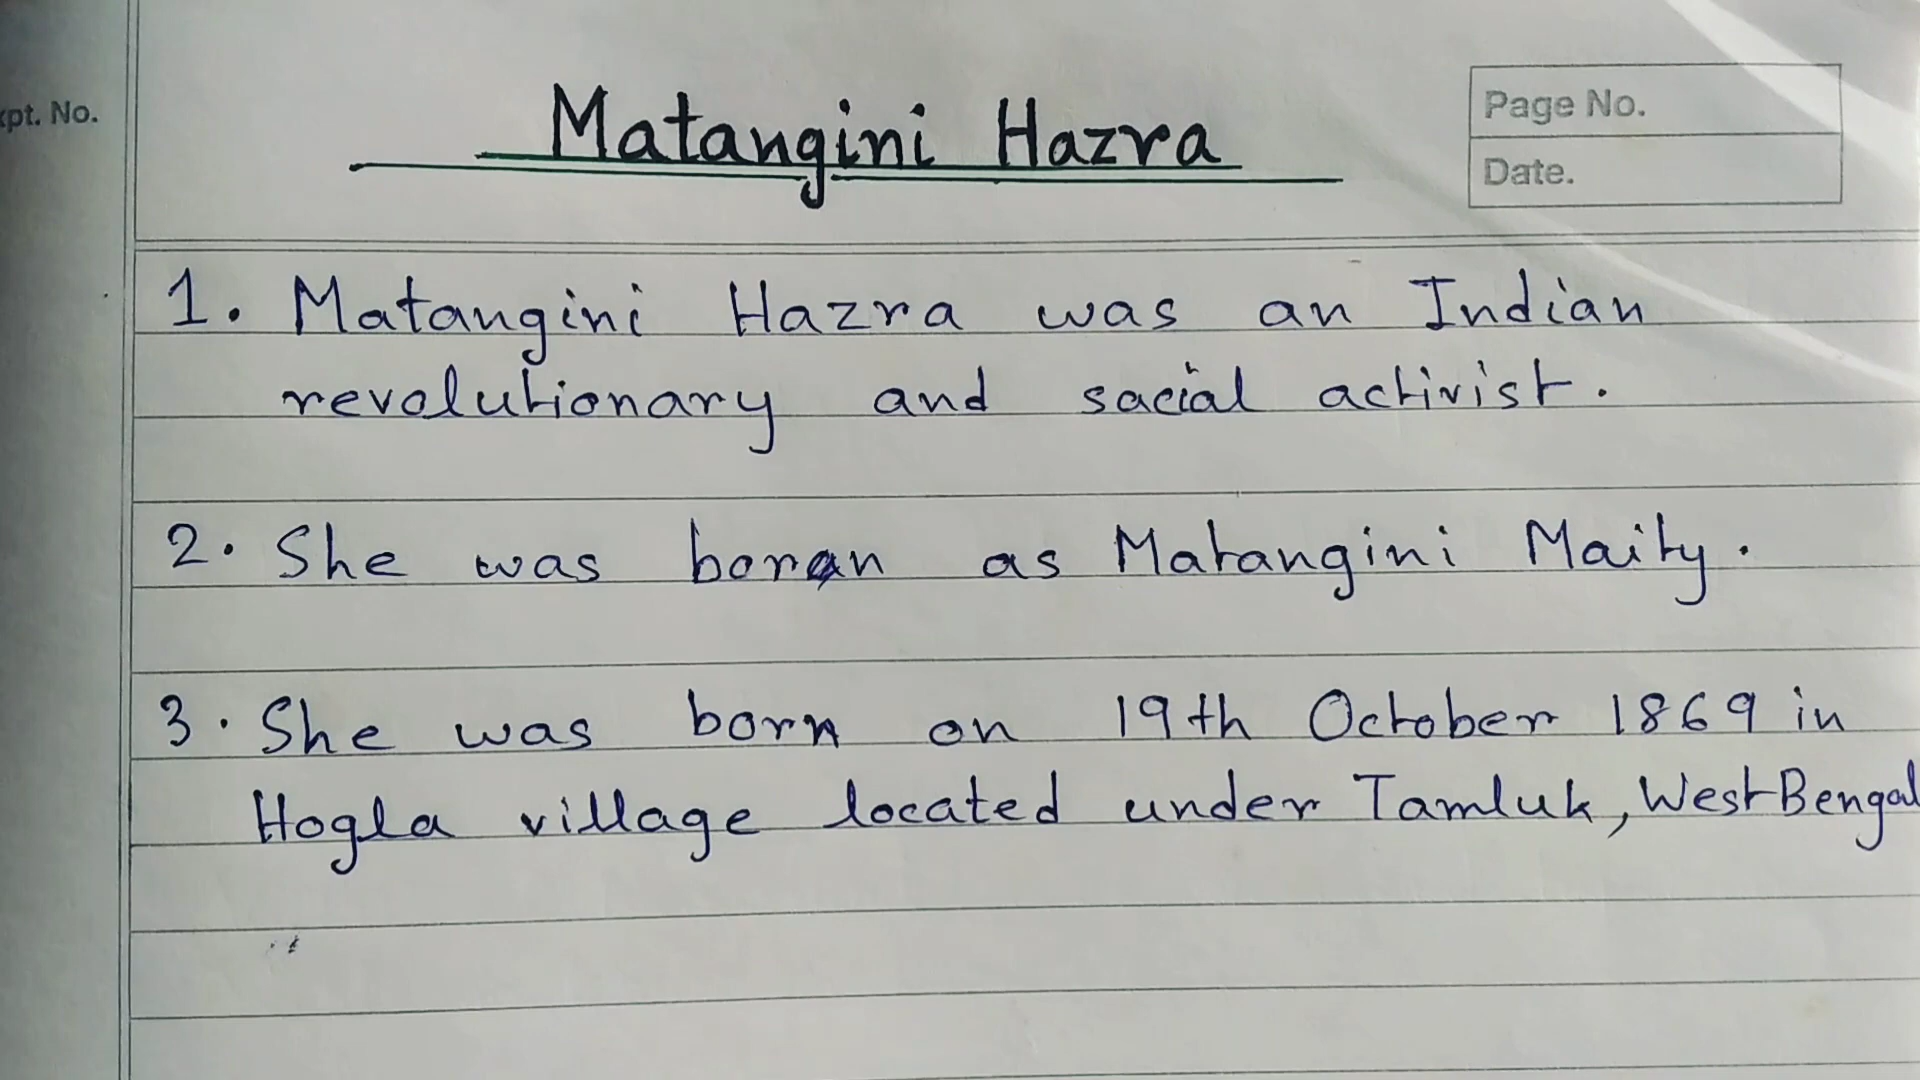 xpt. No.
Matangini Hazra
Page No.
Date.
1. Matangini Hazra was an Indian
revolutionary and sacial activist.
2. She was boran as Matangini Maity.
3. She was born on 19th October 1869 in
Hogla village located under Tamluk, West Bengal